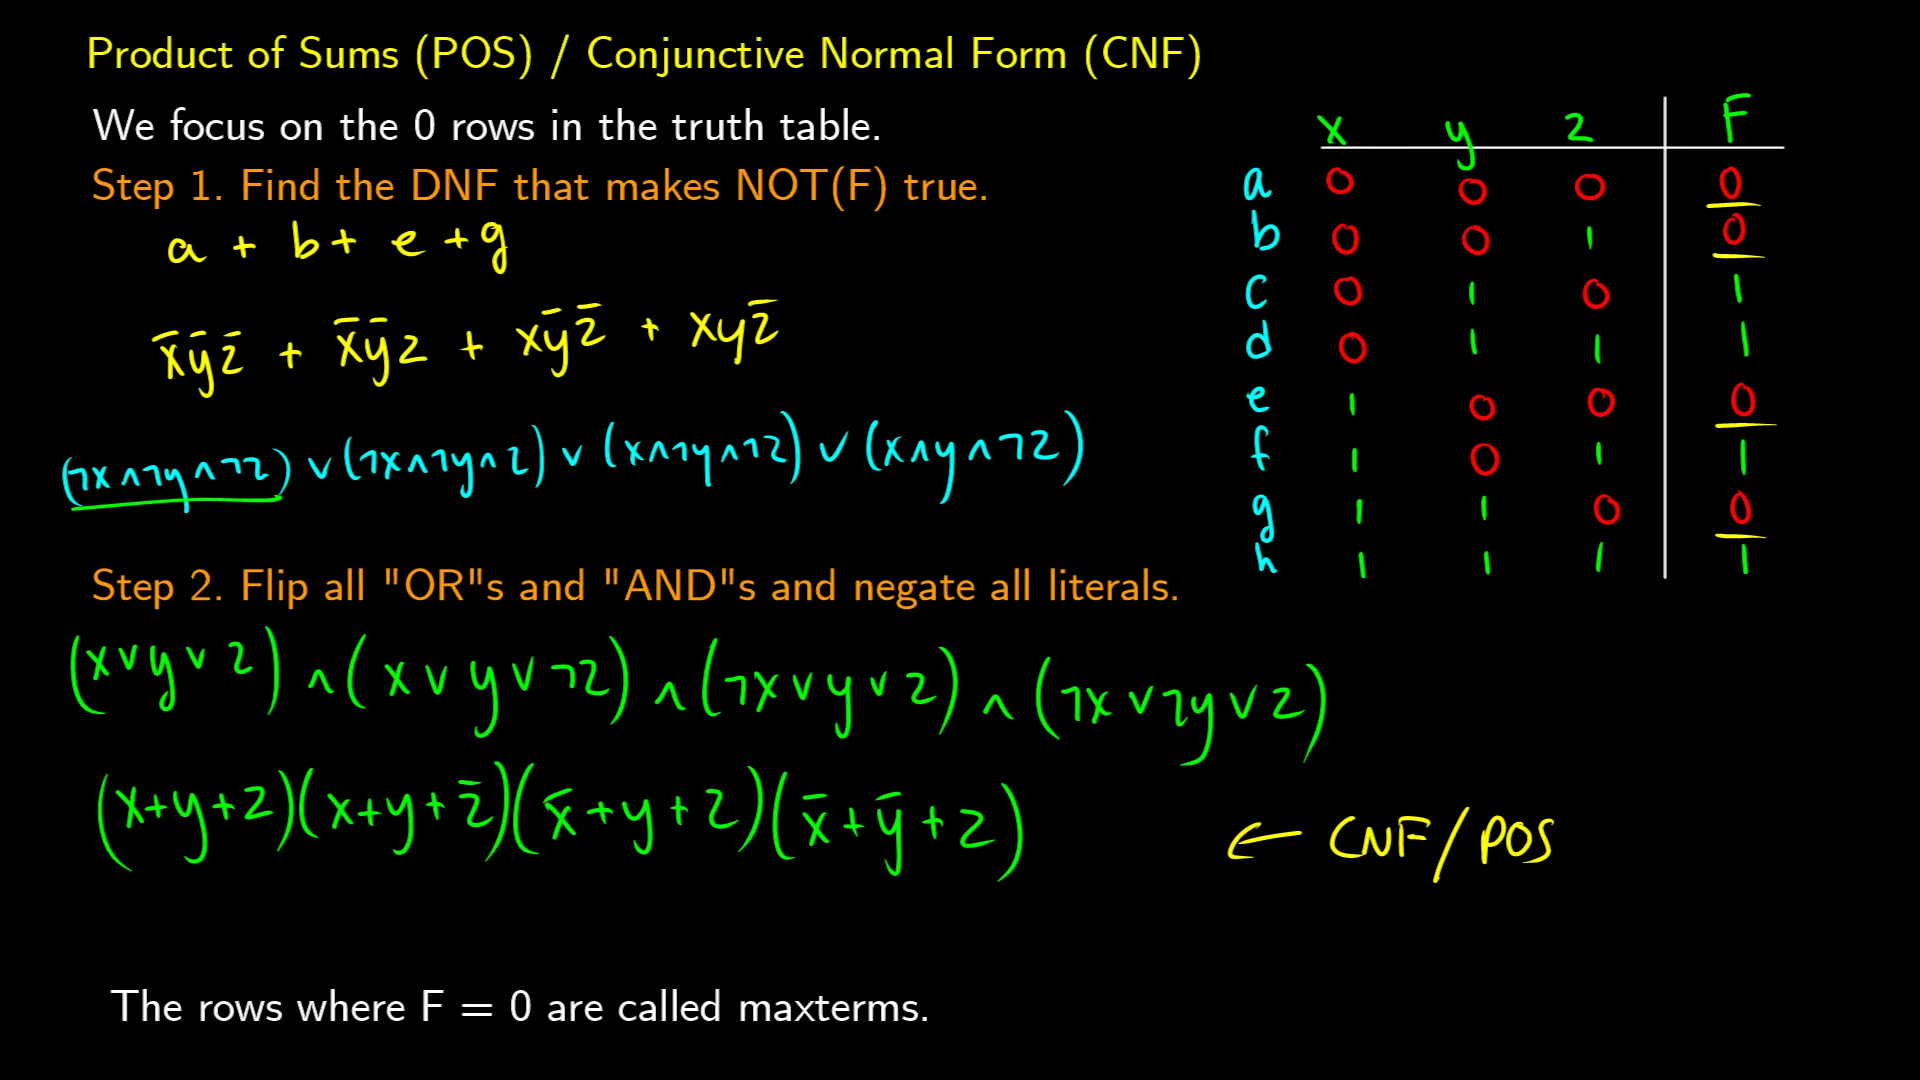 Product of Sums (POS) / Conjunctive Normal Form (CNF)
We focus on the 0 rows in the truth table.
Step 1. Find the DNF that makes NOT(F) true.
a + b + e + g
x̄ȳz̄ + x̄ȳz + xȳz̄ + xyz̄
(¬x∧¬y∧¬z) ∨ (¬x∧¬y∧z) ∨ (x∧¬y∧¬z) ∨ (x∧y∧¬z)
x y z F
a 0 0 0 0
b 0 0 1 0
c 0 1 0 1
d 0 1 1 1
e 1 0 0 0
f 1 0 1 1
g 1 1 0 0
h 1 1 1 1
Step 2. Flip all "OR"s and "AND"s and negate all literals.
(x∨y∨z) ∧ (x∨y∨¬z) ∧ (¬x∨y∨z) ∧ (¬x∨¬y∨z)
(x+y+z)(x+y+z̄)(x̄+y+z)(x̄+ȳ+z) ← CNF/POS
The rows where F = 0 are called maxterms.